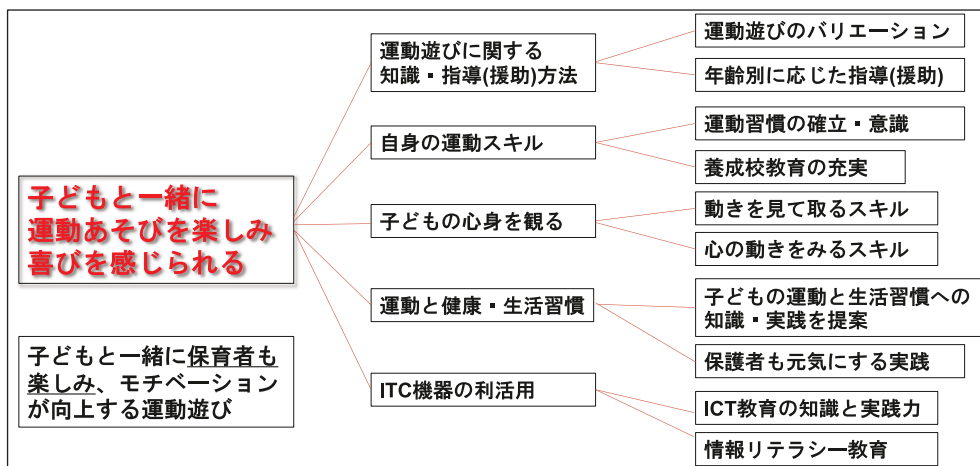 子どもと一緒に
運動あそびを楽しみ
喜びを感じられる
子どもと一緒に保育者も
楽しみ、モチベーション
が向上する運動遊び
運動遊びに関する
知識・指導(援助)方法
運動遊びのバリエーション
年齢別に応じた指導(援助)
自身の運動スキル
運動習慣の確立・意識
養成校教育の充実
子どもの心身を観る
動きを見て取るスキル
心の動きをみるスキル
運動と健康・生活習慣
子どもの運動と生活習慣への
知識・実践を提案
保護者も元気にする実践
ITC機器の利活用
ICT教育の知識と実践力
情報リテラシー教育